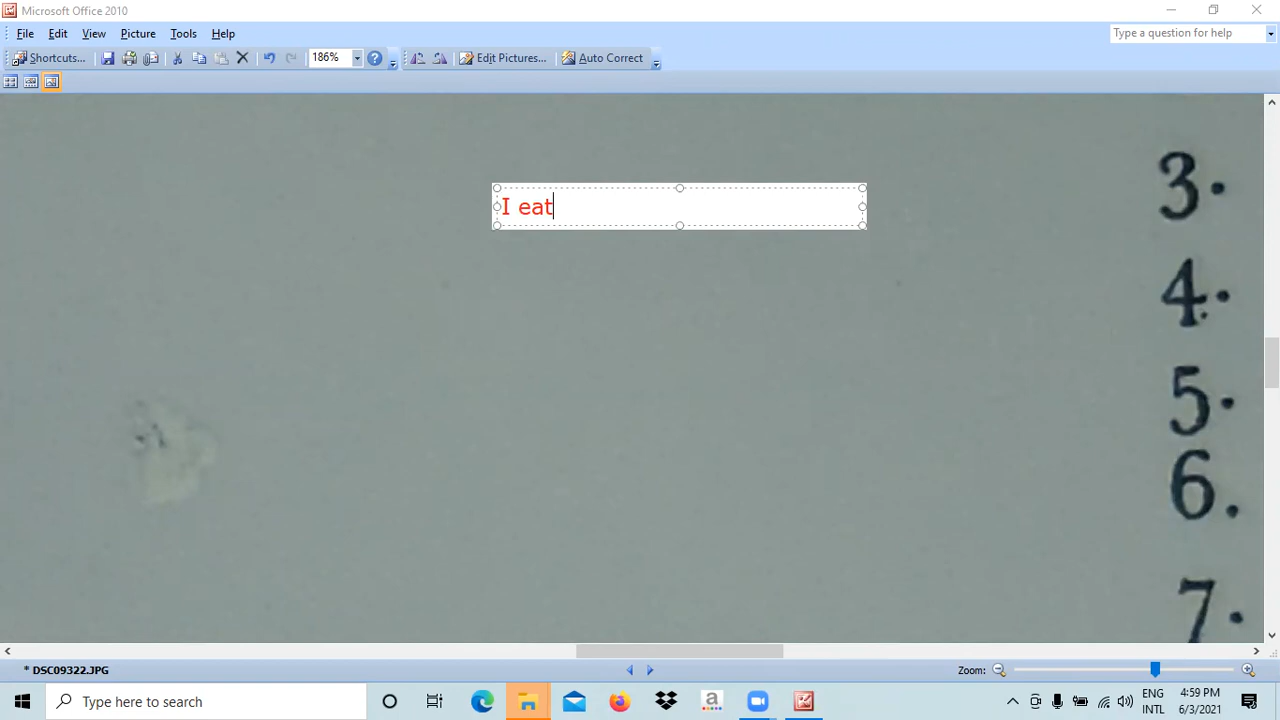 Microsoft Office 2010
File Edit View Picture Tools Help
Type a question for help
Shortcuts... 186% Edit Pictures... Auto Correct
I eat
3.
4.
5.
6.
7.
* DSC09322.JPG
Zoom:
Type here to search
a
ENG
INTL
4:59 PM
6/3/2021